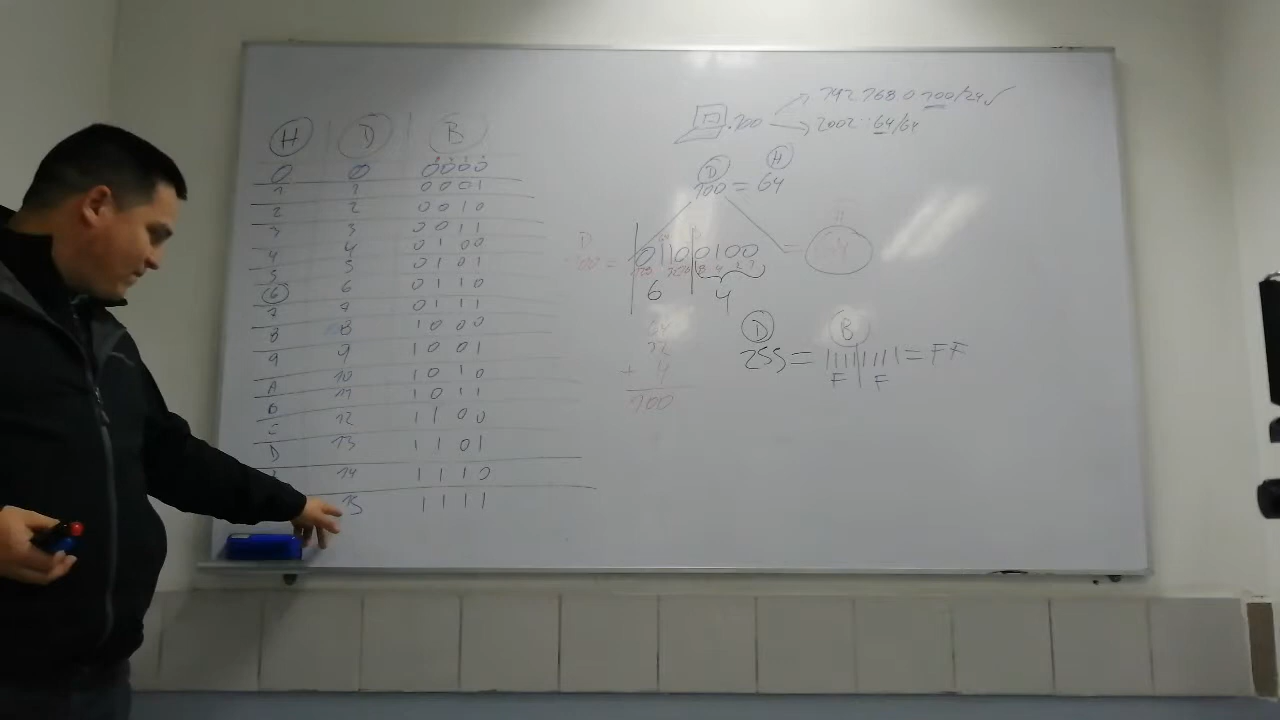 H D B
0 0 0000
1 1 0001
2 2 0010
3 3 0011
4 4 0100
5 5 0101
6 6 0110
7 7 0111
8 8 1000
9 9 1001
A 10 1010
B 11 1011
C 12 1100
D 13 1101
14 1110
15 1111
.100
192.168.0.100/24
2002::64/64
D H
100 = 64
D
100 = 0110 0100 =
6 4
64
32
+ 4
100
D B
255 = 1111 1111 = FF
F F